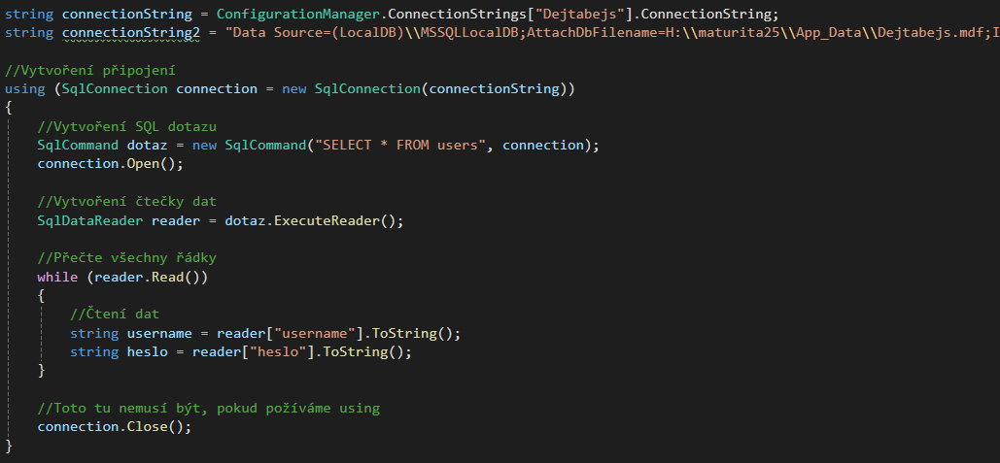 string connectionString = ConfigurationManager.ConnectionStrings["Dejtabejs"].ConnectionString;
string connectionString2 = "Data Source=(LocalDB)\\MSSQLLocalDB;AttachDbFilename=H:\\maturita25\\App_Data\\Dejtabejs.mdf;I
//Vytvoření připojení
using (SqlConnection connection = new SqlConnection(connectionString))
{
    //Vytvoření SQL dotazu
    SqlCommand dotaz = new SqlCommand("SELECT * FROM users", connection);
    connection.Open();
    //Vytvoření čtečky dat
    SqlDataReader reader = dotaz.ExecuteReader();
    //Přečte všechny řádky
    while (reader.Read())
    {
        //Čtení dat
        string username = reader["username"].ToString();
        string heslo = reader["heslo"].ToString();
    }
    //Toto tu nemusí být, pokud požíváme using
    connection.Close();
}